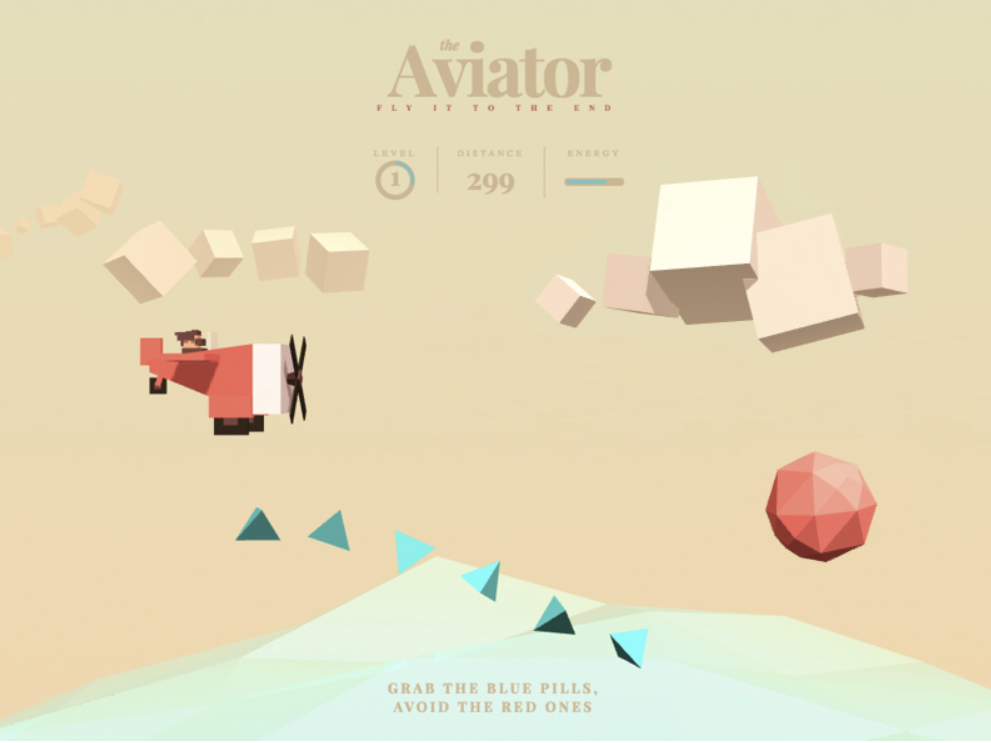 the
Aviator
FLY IT TO THE END
LEVEL DISTANCE ENERGY
1 299
GRAB THE BLUE PILLS,
AVOID THE RED ONES